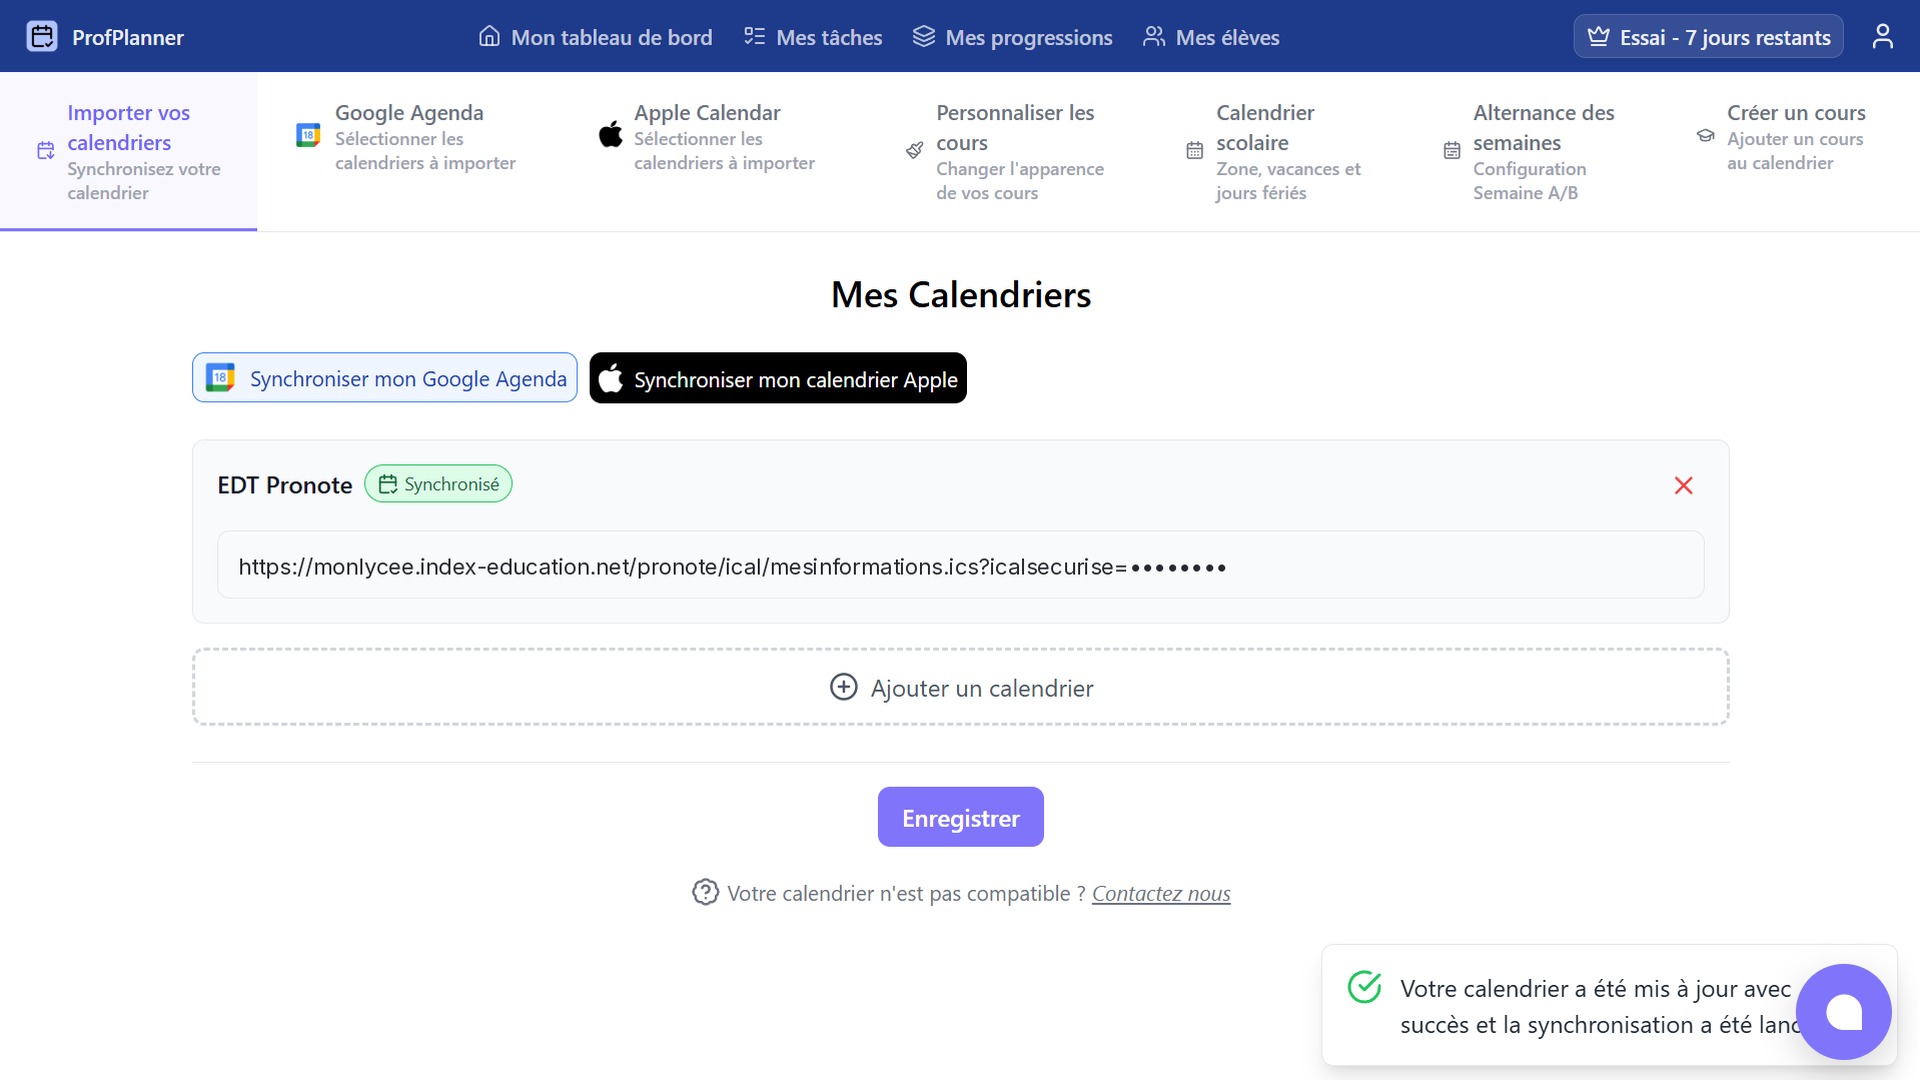 ProfPlanner
Mon tableau de bord
Mes tâches
Mes progressions
Mes élèves
Essai - 7 jours restants
Importer vos
calendriers
Synchronisez votre
calendrier
18
Google Agenda
Sélectionner les
calendriers à importer
Apple Calendar
Sélectionner les
calendriers à importer
Personnaliser les
cours
Changer l'apparence
de vos cours
Calendrier
scolaire
Zone, vacances et
jours fériés
Alternance des
semaines
Configuration
Semaine A/B
Créer un cours
Ajouter un cours
au calendrier
Mes Calendriers
18
Synchroniser mon Google Agenda
Synchroniser mon calendrier Apple
EDT Pronote
Synchronisé
https://monlycee.index-education.net/pronote/ical/mesinformations.ics?icalsecurise=••••••••
Ajouter un calendrier
Enregistrer
Votre calendrier n'est pas compatible ? Contactez nous
Votre calendrier a été mis à jour avec
succès et la synchronisation a été